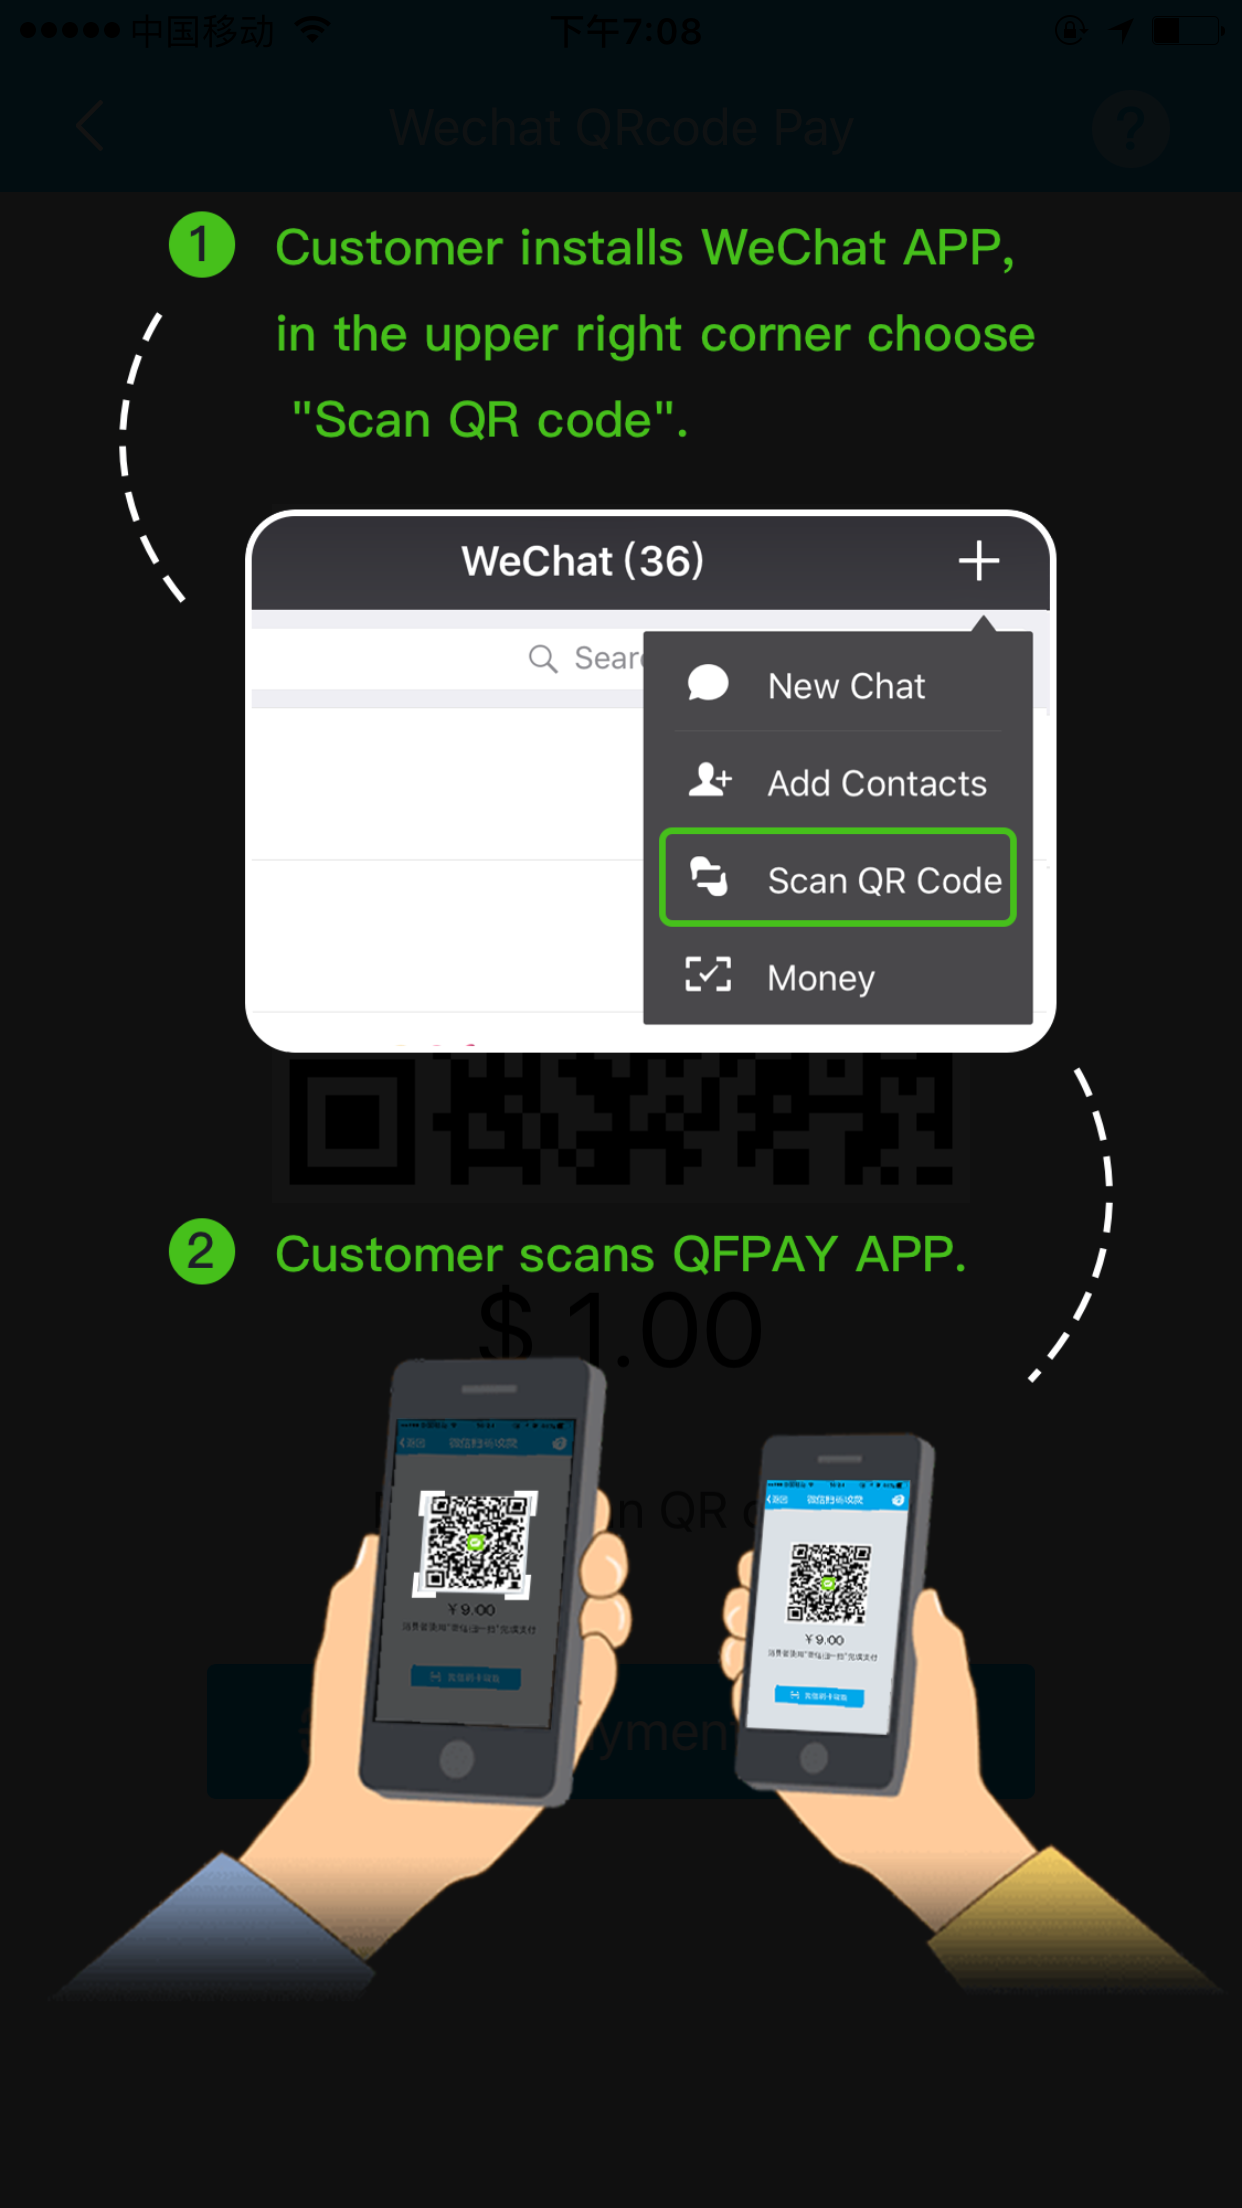 中国移动
下午7:08
Wechat QRcode Pay
?
1 Customer installs WeChat APP,
in the upper right corner choose
"Scan QR code".
WeChat (36)
New Chat
Add Contacts
Scan QR Code
Money
2 Customer scans QFPAY APP.
$ 1.00
QR
¥9.00
¥9.00